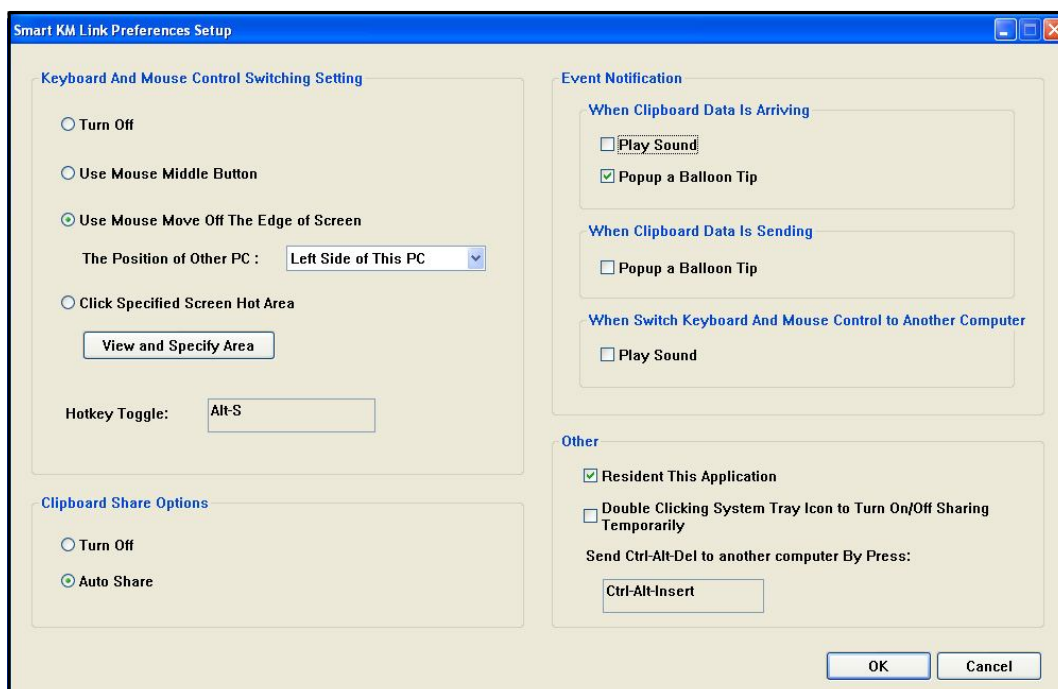 Smart KM Link Preferences Setup
Keyboard And Mouse Control Switching Setting
Turn Off
Use Mouse Middle Button
Use Mouse Move Off The Edge of Screen
The Position of Other PC :
Left Side of This PC
Click Specified Screen Hot Area
View and Specify Area
Hotkey Toggle:
Alt-S
Clipboard Share Options
Turn Off
Auto Share
Event Notification
When Clipboard Data Is Arriving
Play Sound
Popup a Balloon Tip
When Clipboard Data Is Sending
Popup a Balloon Tip
When Switch Keyboard And Mouse Control to Another Computer
Play Sound
Other
Resident This Application
Double Clicking System Tray Icon to Turn On/Off Sharing
Temporarily
Send Ctrl-Alt-Del to another computer By Press:
Ctrl-Alt-Insert
OK
Cancel